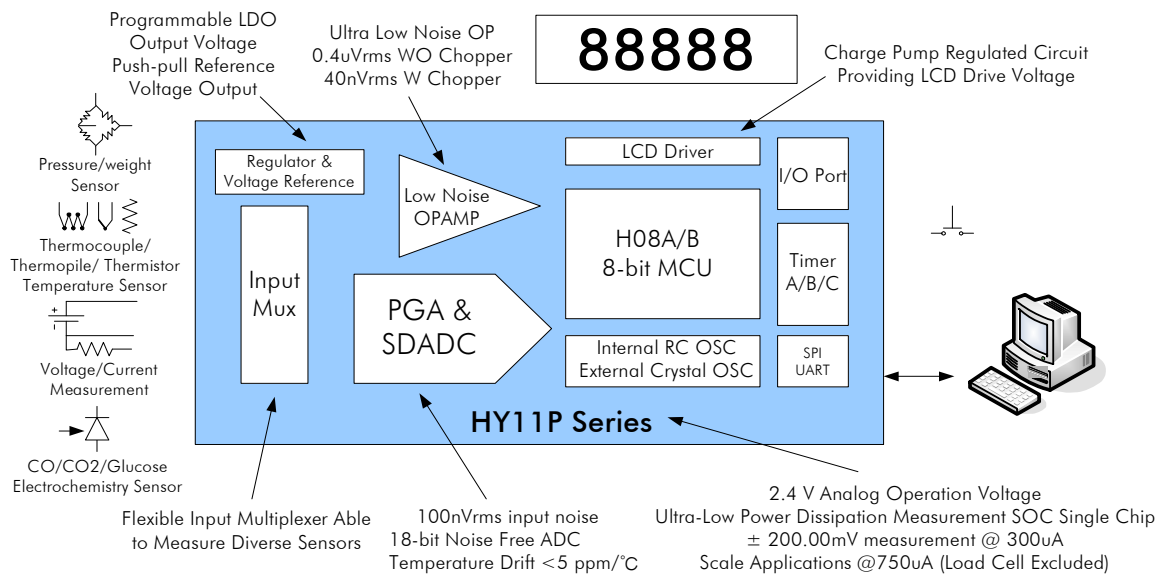 Programmable LDO
Output Voltage
Push-pull Reference
Voltage Output
Ultra Low Noise OP
0.4uVrms WO Chopper
40nVrms W Chopper
88888
Charge Pump Regulated Circuit
Providing LCD Drive Voltage
Pressure/weight
Sensor
Thermocouple/
Thermopile/ Thermistor
Temperature Sensor
+
-
Voltage/Current
Measurement
CO/CO2/Glucose
Electrochemistry Sensor
Regulator &
Voltage Reference
Input
Mux
Low Noise
OPAMP
PGA &
SDADC
LCD Driver
H08A/B
8-bit MCU
Internal RC OSC
External Crystal OSC
I/O Port
Timer
A/B/C
SPI
UART
HY11P Series
Flexible Input Multiplexer Able
to Measure Diverse Sensors
100nVrms input noise
18-bit Noise Free ADC
Temperature Drift <5 ppm/℃
2.4 V Analog Operation Voltage
Ultra-Low Power Dissipation Measurement SOC Single Chip
± 200.00mV measurement @ 300uA
Scale Applications @750uA (Load Cell Excluded)